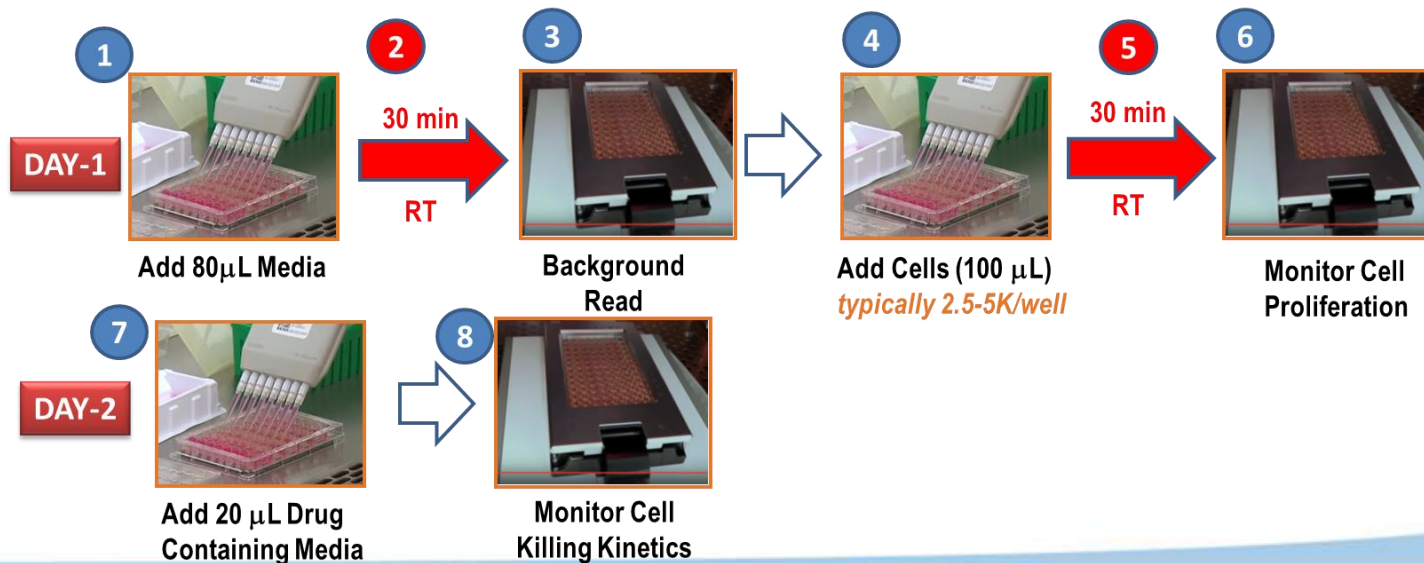 1
2
3
4
5
6
DAY-1
30 min
RT
30 min
RT
Add 80μL Media
Background
Read
Add Cells (100 μL)
typically 2.5-5K/well
Monitor Cell
Proliferation
7
8
DAY-2
Add 20 μL Drug
Containing Media
Monitor Cell
Killing Kinetics